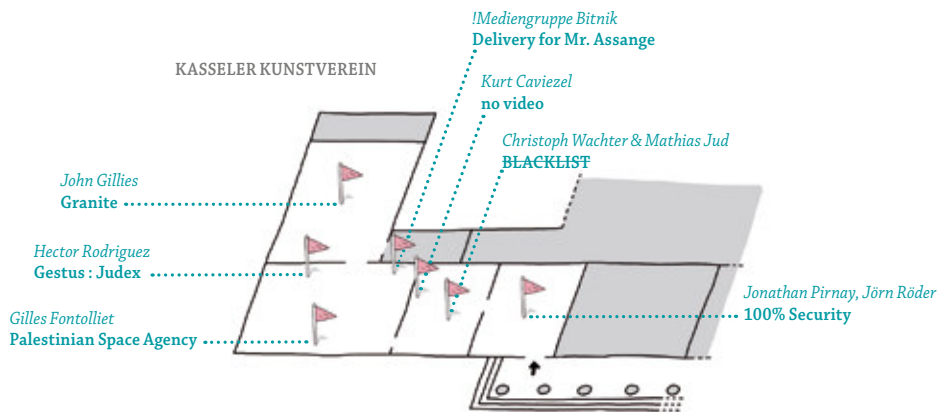 !Mediengruppe Bitnik
Delivery for Mr. Assange
KASSELER KUNSTVEREIN
Kurt Caviezel
no video
Christoph Wachter & Mathias Jud
BLACKLIST
John Gillies
Granite
Hector Rodriguez
Gestus : Judex
Gilles Fontolliet
Palestinian Space Agency
Jonathan Pirnay, Jörn Röder
100% Security